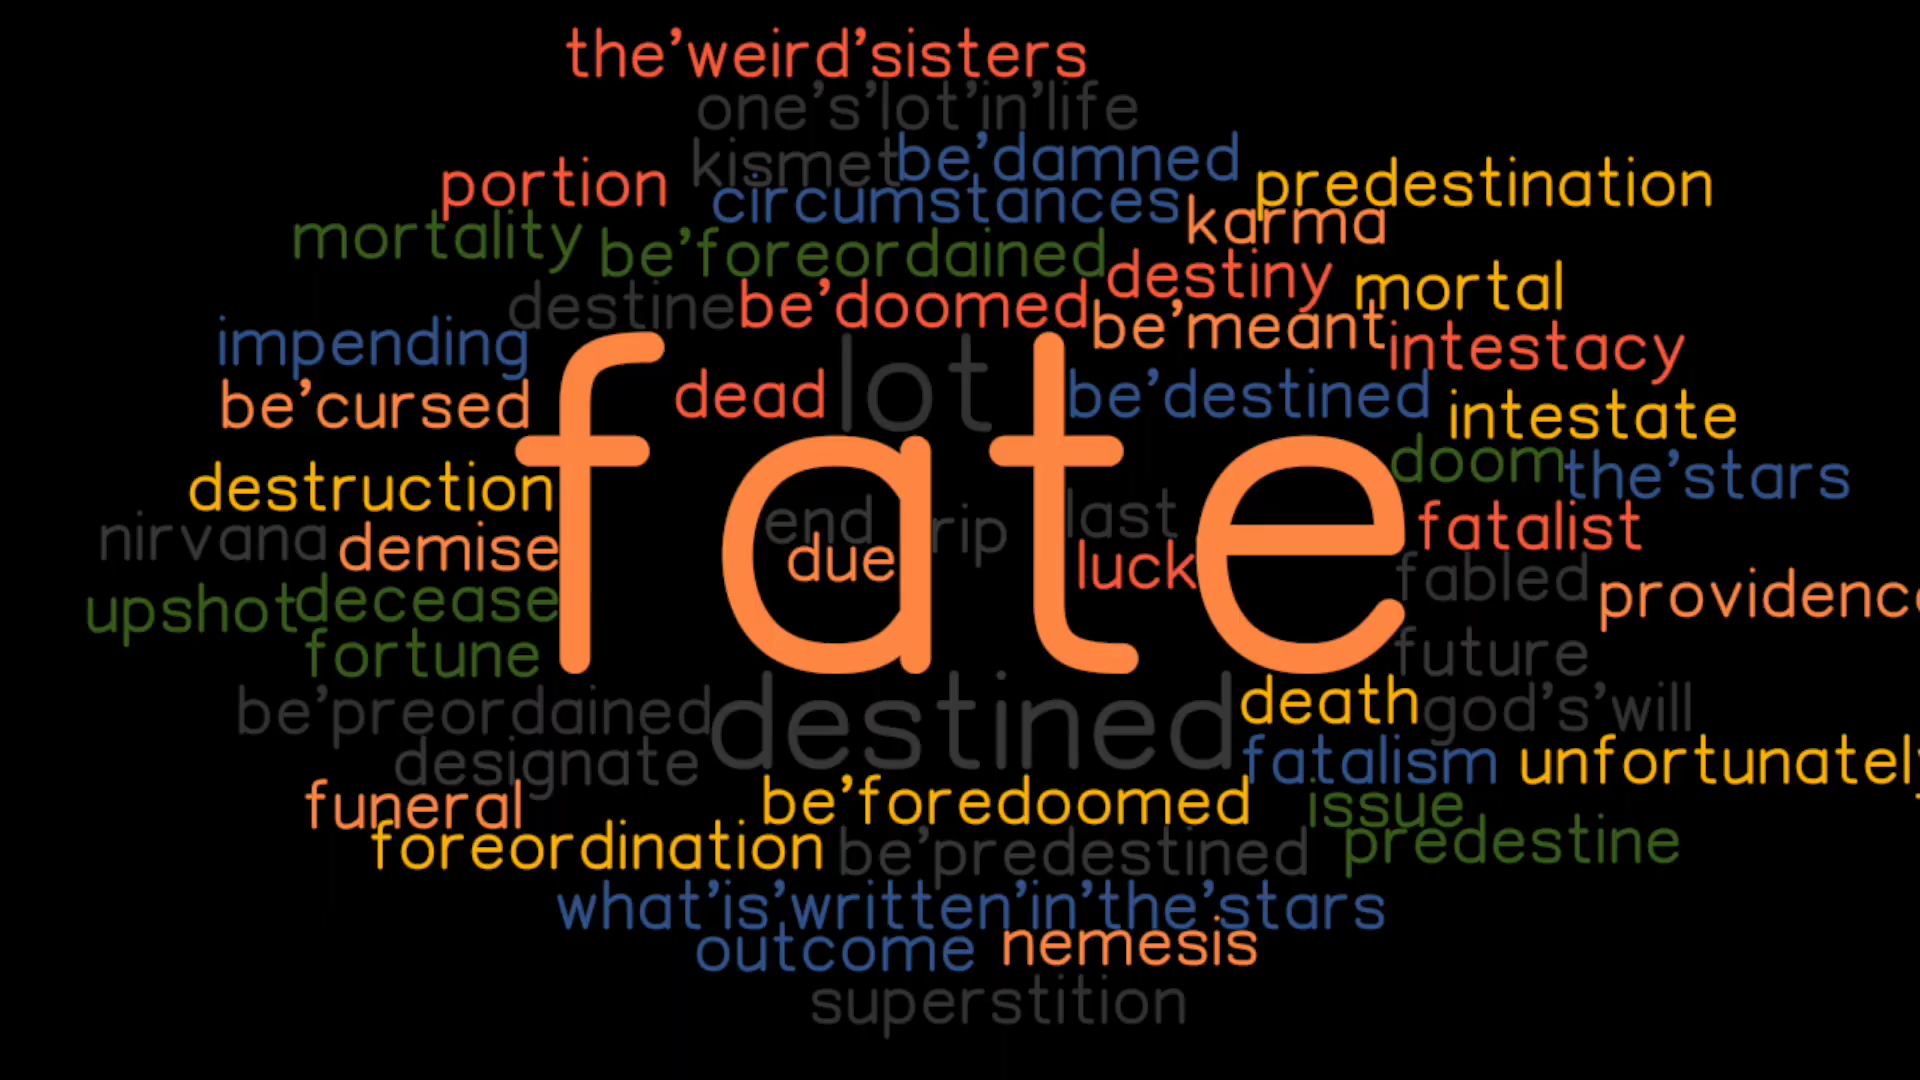 the’weird’sisters
one’s’lot’in’life
kismet be’damned
portion circumstances predestination
karma
mortality be’foreordained
destiny mortal
destine be’doomed be’meant
impending lot intestacy
be’cursed dead be’destined intestate
fate
doom the’stars
destruction
end rip last fatalist
nirvana demise due luck
fabled providenc
upshot decease
fortune future
be’preordained destined death god’s’will
designate fatalism unfortunatel
funeral be’foredoomed issue
foreordination be’predestined predestine
what’is’written’in’the’stars
outcome nemesis
superstition